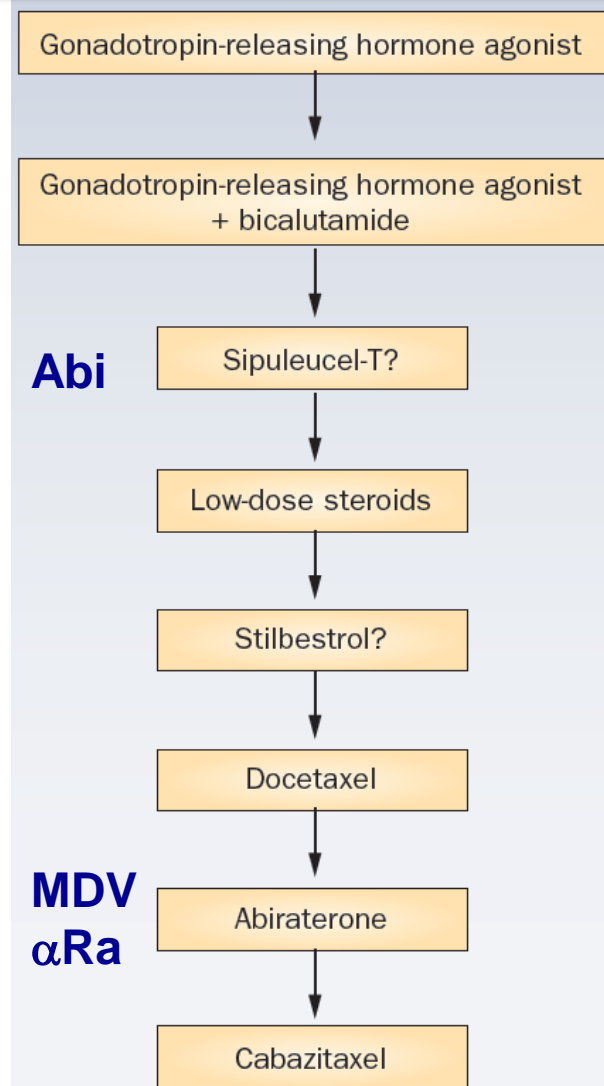 Gonadotropin-releasing hormone agonist
Gonadotropin-releasing hormone agonist
+ bicalutamide
Abi
Sipuleucel-T?
Low-dose steroids
Stilbestrol?
Docetaxel
MDV
αRa
Abiraterone
Cabazitaxel